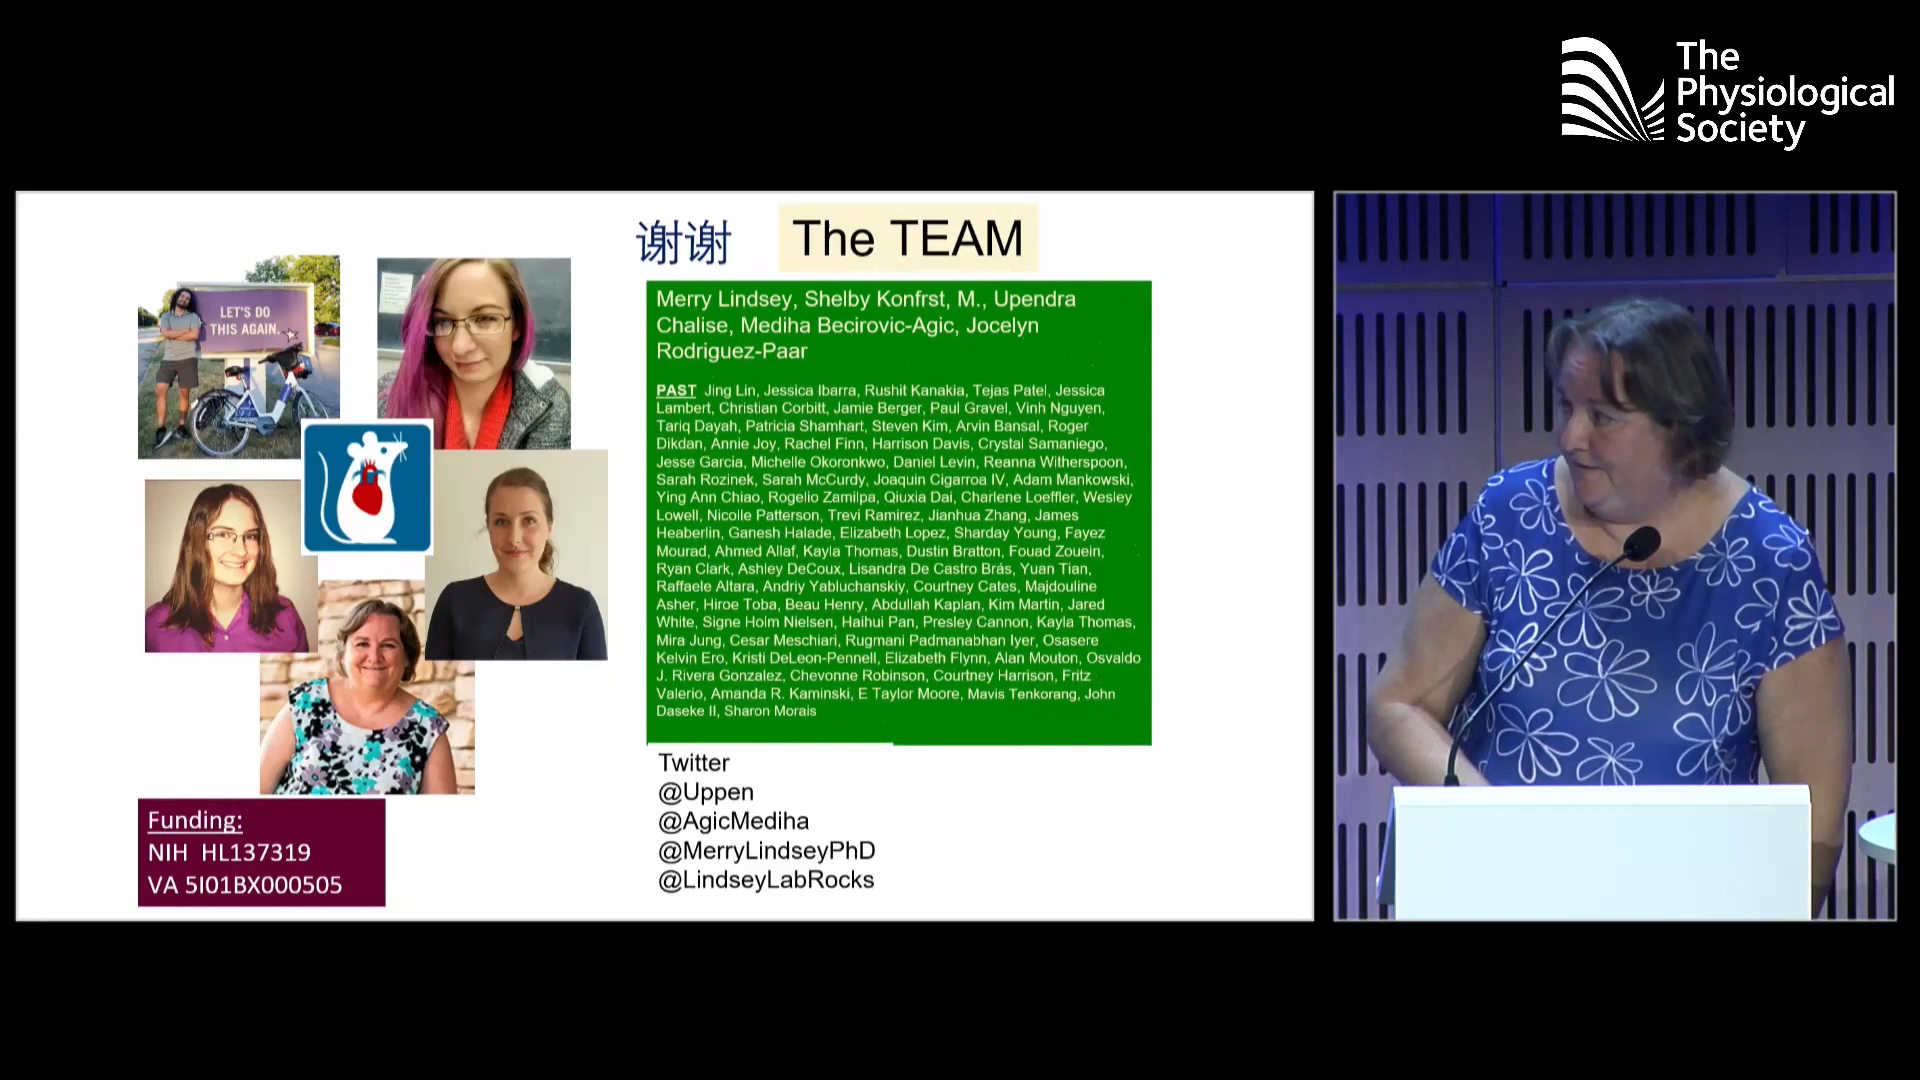 The
Physiological
Society
谢谢
The TEAM
LET'S DO
THIS AGAIN.
Merry Lindsey, Shelby Konfrst, M., Upendra
Chalise, Mediha Becirovic-Agic, Jocelyn
Rodriguez-Paar
PAST Jing Lin, Jessica Ibarra, Rushit Kanakia, Tejas Patel, Jessica
Lambert, Christian Corbitt, Jamie Berger, Paul Gravel, Vinh Nguyen,
Tariq Dayah, Patricia Shamhart, Steven Kim, Arvin Bansal, Roger
Dikdan, Annie Joy, Rachel Finn, Harrison Davis, Crystal Samaniego,
Jesse Garcia, Michelle Okoronkwo, Daniel Levin, Reanna Witherspoon,
Sarah Rozinek, Sarah McCurdy, Joaquin Cigarroa IV, Adam Mankowski,
Ying Ann Chiao, Rogelio Zamilpa, Qiuxia Dai, Charlene Loeffler, Wesley
Lowell, Nicolle Patterson, Trevi Ramirez, Jianhua Zhang, James
Heaberlin, Ganesh Halade, Elizabeth Lopez, Sharday Young, Fayez
Mourad, Ahmed Allaf, Kayla Thomas, Dustin Bratton, Fouad Zouein,
Ryan Clark, Ashley DeCoux, Lisandra De Castro Brás, Yuan Tian,
Raffaele Altara, Andriy Yabluchanskiy, Courtney Cates, Majdouline
Asher, Hiroe Toba, Beau Henry, Abdullah Kaplan, Kim Martin, Jared
White, Signe Holm Nielsen, Haihui Pan, Presley Cannon, Kayla Thomas,
Mira Jung, Cesar Meschiari, Rugmani Padmanabhan Iyer, Osasere
Kelvin Ero, Kristi DeLeon-Pennell, Elizabeth Flynn, Alan Mouton, Osvaldo
J. Rivera Gonzalez, Chevonne Robinson, Courtney Harrison, Fritz
Valerio, Amanda R. Kaminski, E Taylor Moore, Mavis Tenkorang, John
Daseke II, Sharon Morais
Twitter
@Uppen
@AgicMediha
@MerryLindseyPhD
@LindseyLabRocks
Funding:
NIH HL137319
VA 5I01BX000505